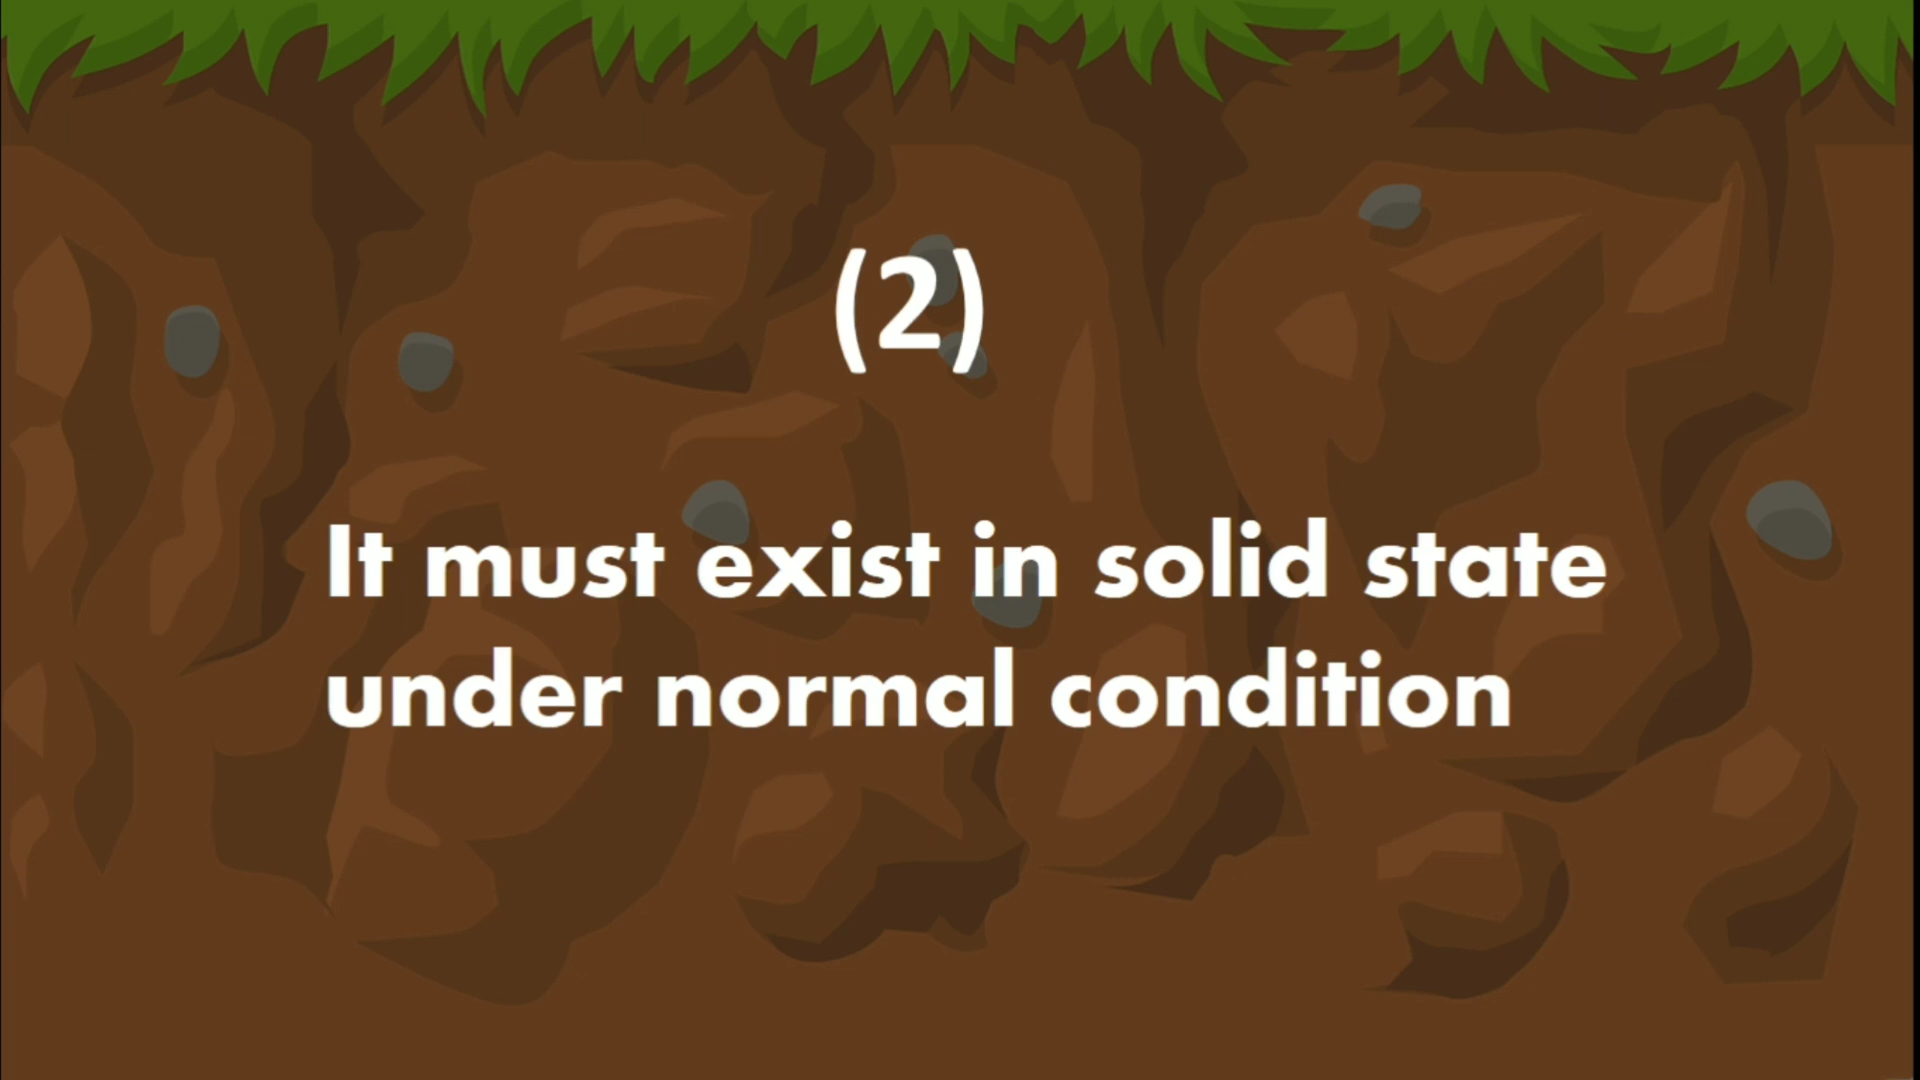 (2)
It must exist in solid state
under normal condition